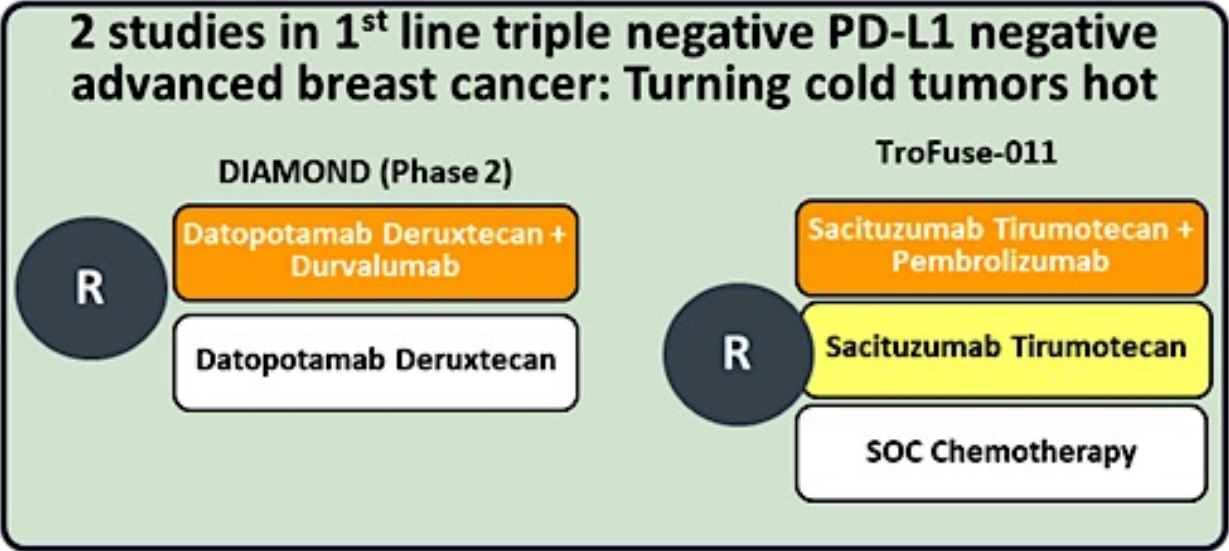 2 studies in 1st line triple negative PD-L1 negative
advanced breast cancer: Turning cold tumors hot
DIAMOND (Phase 2)
R
Datopotamab Deruxtecan +
Durvalumab
Datopotamab Deruxtecan
TroFuse-011
R
Sacituzumab Tirumotecan +
Pembrolizumab
Sacituzumab Tirumotecan
SOC Chemotherapy